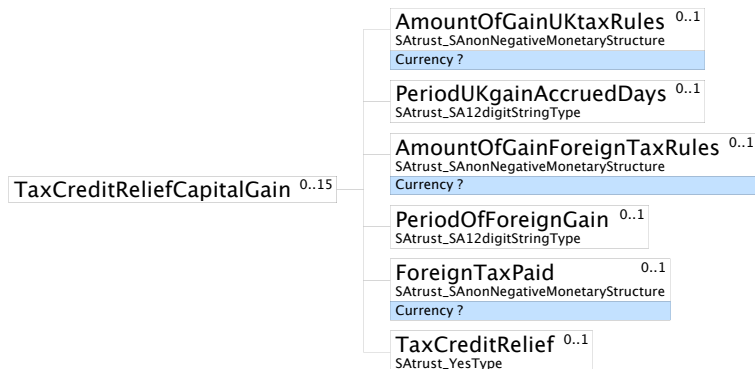 AmountOfGainUKtaxRules 0..1
SAtrust_SAnonNegativeMonetaryStructure
Currency ?
PeriodUKgainAccruedDays 0..1
SAtrust_SA12digitStringType
AmountOfGainForeignTaxRules 0..1
SAtrust_SAnonNegativeMonetaryStructure
Currency ?
TaxCreditReliefCapitalGain 0..15
PeriodOfForeignGain 0..1
SAtrust_SA12digitStringType
ForeignTaxPaid 0..1
SAtrust_SAnonNegativeMonetaryStructure
Currency ?
TaxCreditRelief 0..1
SAtrust_YesType